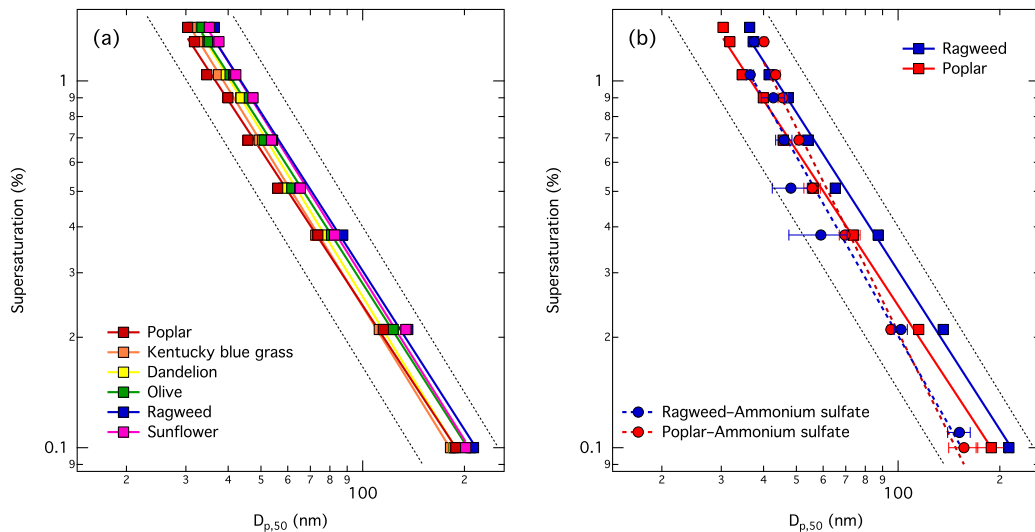 (a)
Supersaturation (%)
1
9
8
7
6
5
4
3
2
0.1
9
Poplar
Kentucky blue grass
Dandelion
Olive
Ragweed
Sunflower
2 3 4 5 6 7 8 9 100 2
Dp,50 (nm)
(b)
Supersaturation (%)
1
9
8
7
6
5
4
3
2
0.1
9
Ragweed
Poplar
Ragweed–Ammonium sulfate
Poplar–Ammonium sulfate
2 3 4 5 6 7 8 9 100 2
Dp,50 (nm)